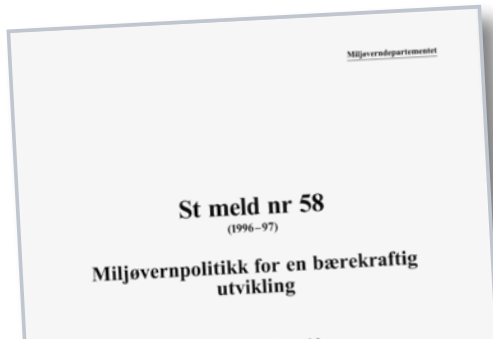 Miljøverndepartementet
St meld nr 58
(1996–97)
Miljøvernpolitikk for en bærekraftig
utvikling